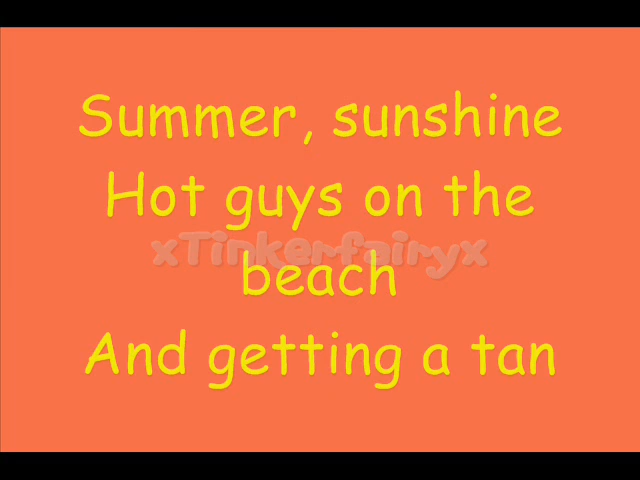 Summer, sunshine
Hot guys on the
xTinkerfairyx
beach
And getting a tan